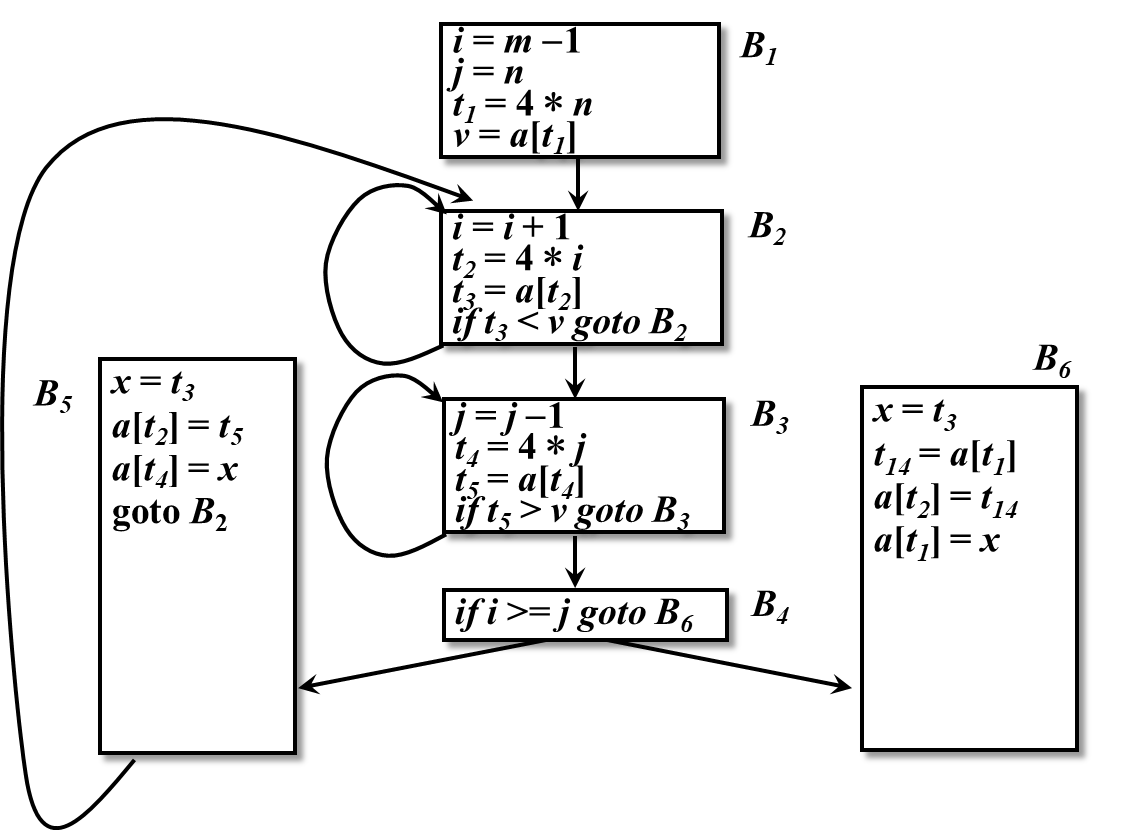 i = m – 1
j = n
t₁ = 4 * n
v = a[t₁]
B₁
i = i + 1
t₂ = 4 * i
t₃ = a[t₂]
if t₃ < v goto B₂
B₂
B₅
x = t₃
a[t₂] = t₅
a[t₄] = x
goto B₂
j = j – 1
t₄ = 4 * j
t₅ = a[t₄]
if t₅ > v goto B₃
B₃
if i >= j goto B₆
B₄
B₆
x = t₃
t₁₄ = a[t₁]
a[t₂] = t₁₄
a[t₁] = x